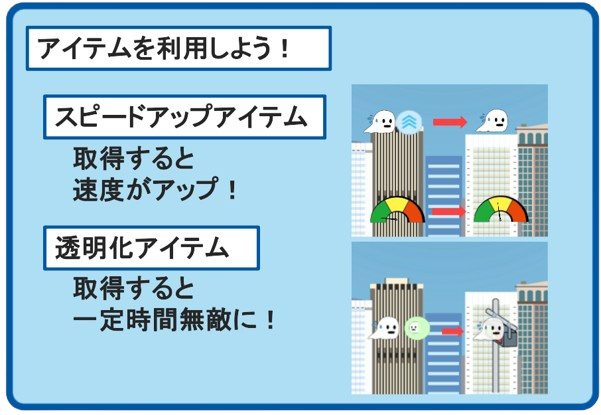 アイテムを利用しよう！
スピードアップアイテム
取得すると
速度がアップ！
透明化アイテム
取得すると
一定時間無敵に！